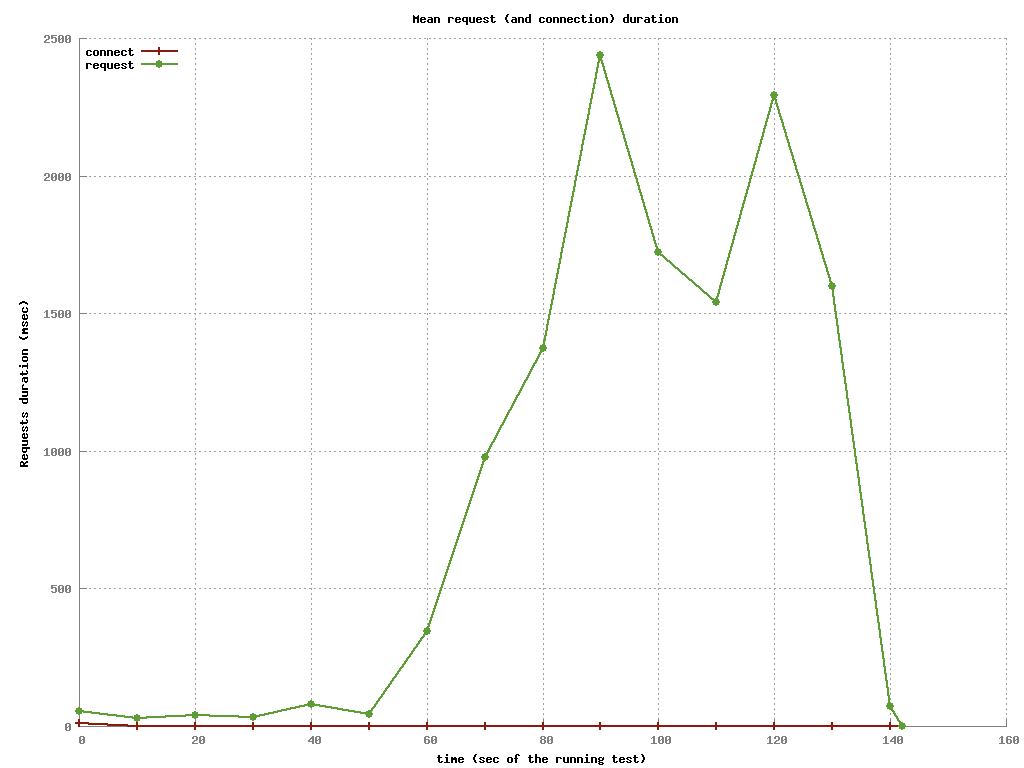 Mean request (and connection) duration
connect
request
2500
2000
1500
1000
500
0
Requests duration (msec)
0 20 40 60 80 100 120 140 160
time (sec of the running test)